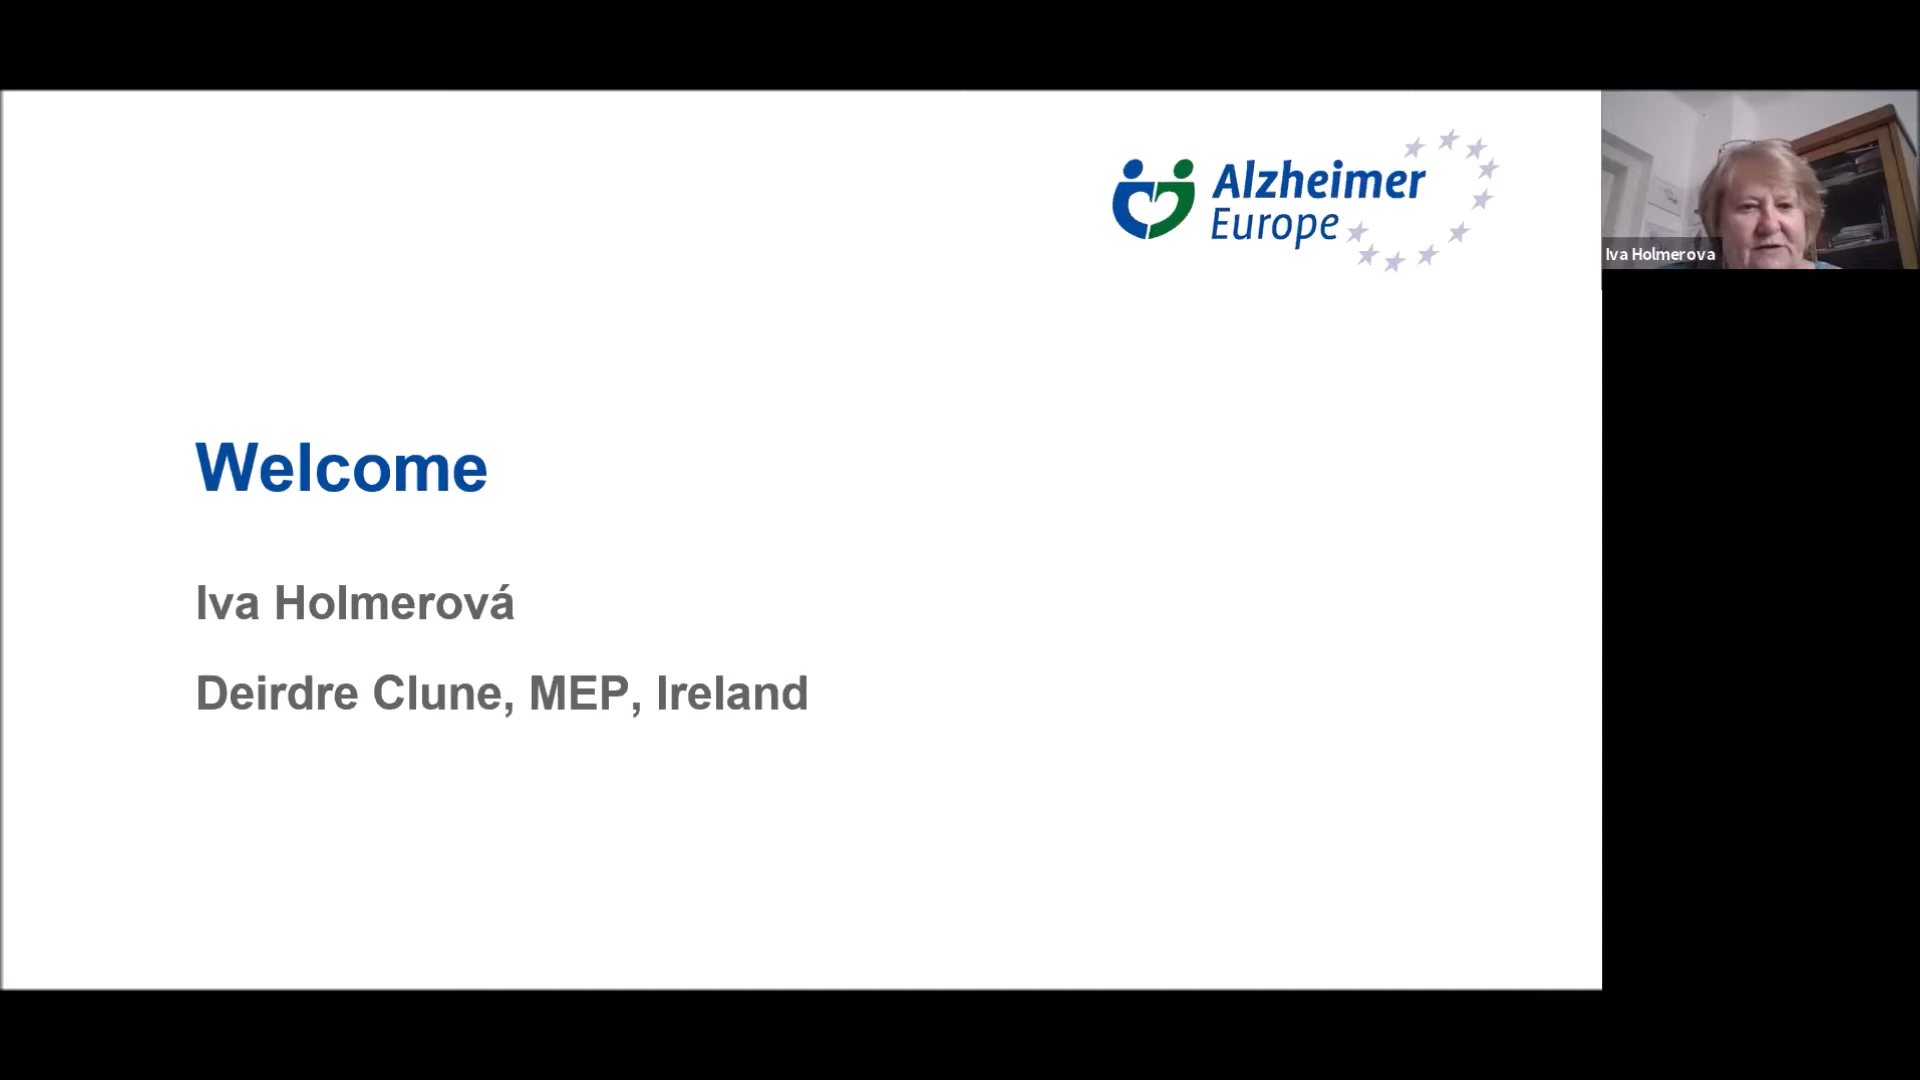 Alzheimer
Europe
Iva Holmerova
Welcome
Iva Holmerová
Deirdre Clune, MEP, Ireland